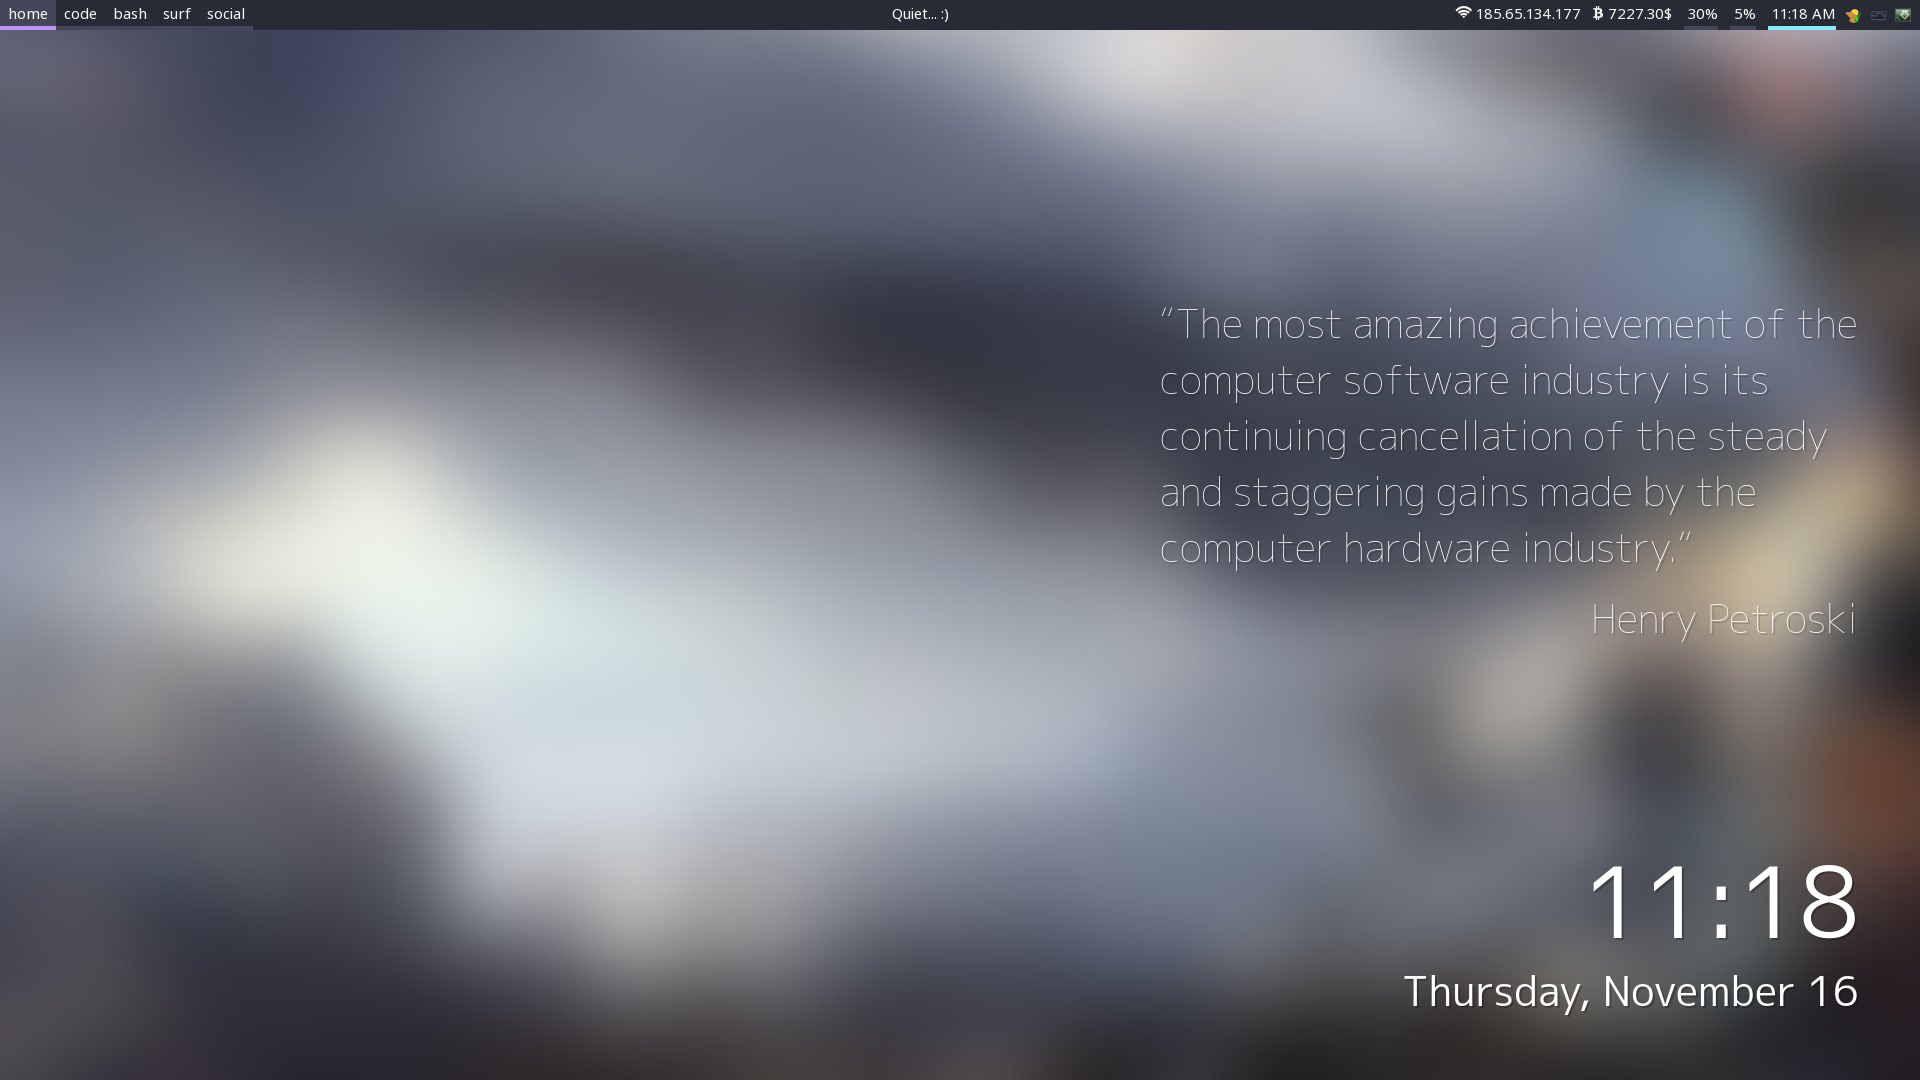 home code bash surf social Quiet... :) 185.65.134.177 7227.30$ 30% 5% 11:18 AM
“The most amazing achievement of the
computer software industry is its
continuing cancellation of the steady
and staggering gains made by the
computer hardware industry.”
Henry Petroski
11:18
Thursday, November 16